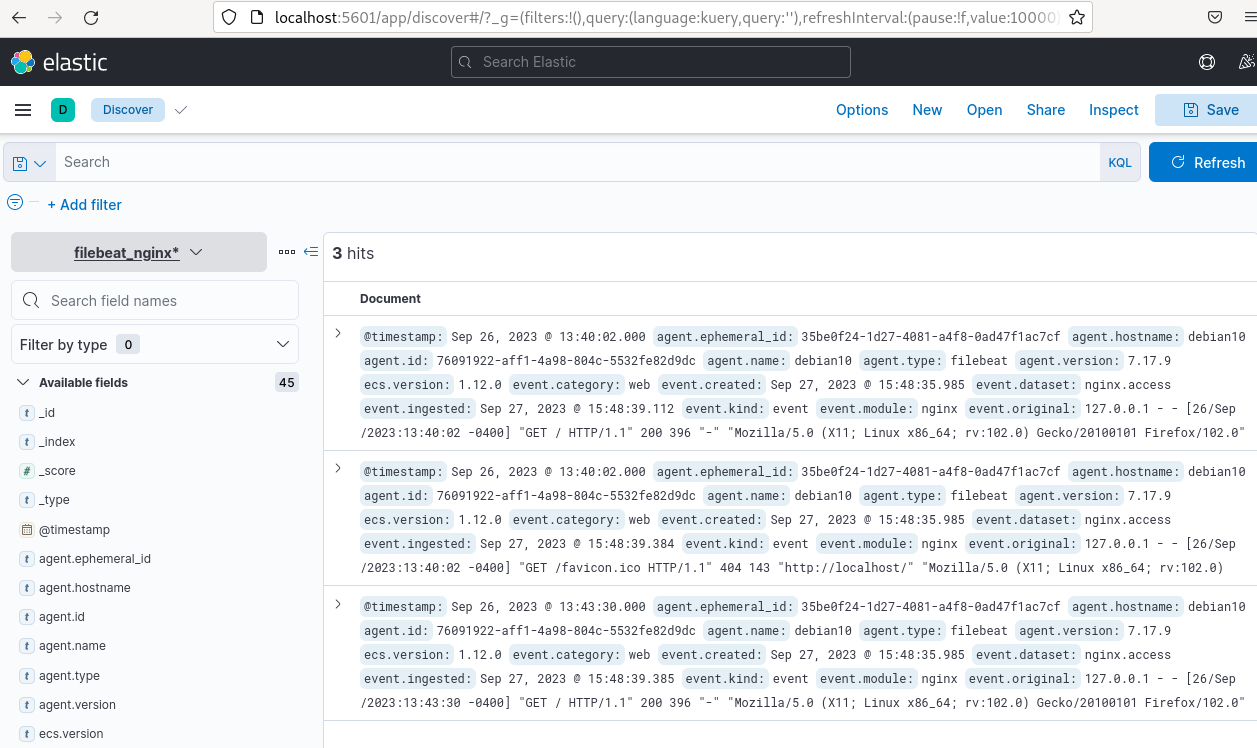 localhost:5601/app/discover#/?_g=(filters:!(),query:(language:kuery,query:''),refreshInterval:(pause:!f,value:10000)
elastic
Search Elastic
D
Discover
Options
New
Open
Share
Inspect
Save
Search
KQL
Refresh
+ Add filter
filebeat_nginx*
Search field names
Filter by type 0
Available fields 45
t _id
t _index
# _score
t _type
@timestamp
t agent.ephemeral_id
t agent.hostname
t agent.id
t agent.name
t agent.type
t agent.version
t ecs.version
3 hits
Document
@timestamp: Sep 26, 2023 @ 13:40:02.000 agent.ephemeral_id: 35be0f24-1d27-4081-a4f8-0ad47f1ac7cf agent.hostname: debian10
agent.id: 76091922-aff1-4a98-804c-5532fe82d9dc agent.name: debian10 agent.type: filebeat agent.version: 7.17.9
ecs.version: 1.12.0 event.category: web event.created: Sep 27, 2023 @ 15:48:35.985 event.dataset: nginx.access
event.ingested: Sep 27, 2023 @ 15:48:39.112 event.kind: event event.module: nginx event.original: 127.0.0.1 - - [26/Sep
/2023:13:40:02 -0400] "GET / HTTP/1.1" 200 396 "-" "Mozilla/5.0 (X11; Linux x86_64; rv:102.0) Gecko/20100101 Firefox/102.0"
@timestamp: Sep 26, 2023 @ 13:40:02.000 agent.ephemeral_id: 35be0f24-1d27-4081-a4f8-0ad47f1ac7cf agent.hostname: debian10
agent.id: 76091922-aff1-4a98-804c-5532fe82d9dc agent.name: debian10 agent.type: filebeat agent.version: 7.17.9
ecs.version: 1.12.0 event.category: web event.created: Sep 27, 2023 @ 15:48:35.985 event.dataset: nginx.access
event.ingested: Sep 27, 2023 @ 15:48:39.384 event.kind: event event.module: nginx event.original: 127.0.0.1 - - [26/Sep
/2023:13:40:02 -0400] "GET /favicon.ico HTTP/1.1" 404 143 "http://localhost/" "Mozilla/5.0 (X11; Linux x86_64; rv:102.0)
@timestamp: Sep 26, 2023 @ 13:43:30.000 agent.ephemeral_id: 35be0f24-1d27-4081-a4f8-0ad47f1ac7cf agent.hostname: debian10
agent.id: 76091922-aff1-4a98-804c-5532fe82d9dc agent.name: debian10 agent.type: filebeat agent.version: 7.17.9
ecs.version: 1.12.0 event.category: web event.created: Sep 27, 2023 @ 15:48:35.985 event.dataset: nginx.access
event.ingested: Sep 27, 2023 @ 15:48:39.385 event.kind: event event.module: nginx event.original: 127.0.0.1 - - [26/Sep
/2023:13:43:30 -0400] "GET / HTTP/1.1" 200 396 "-" "Mozilla/5.0 (X11; Linux x86_64; rv:102.0) Gecko/20100101 Firefox/102.0"